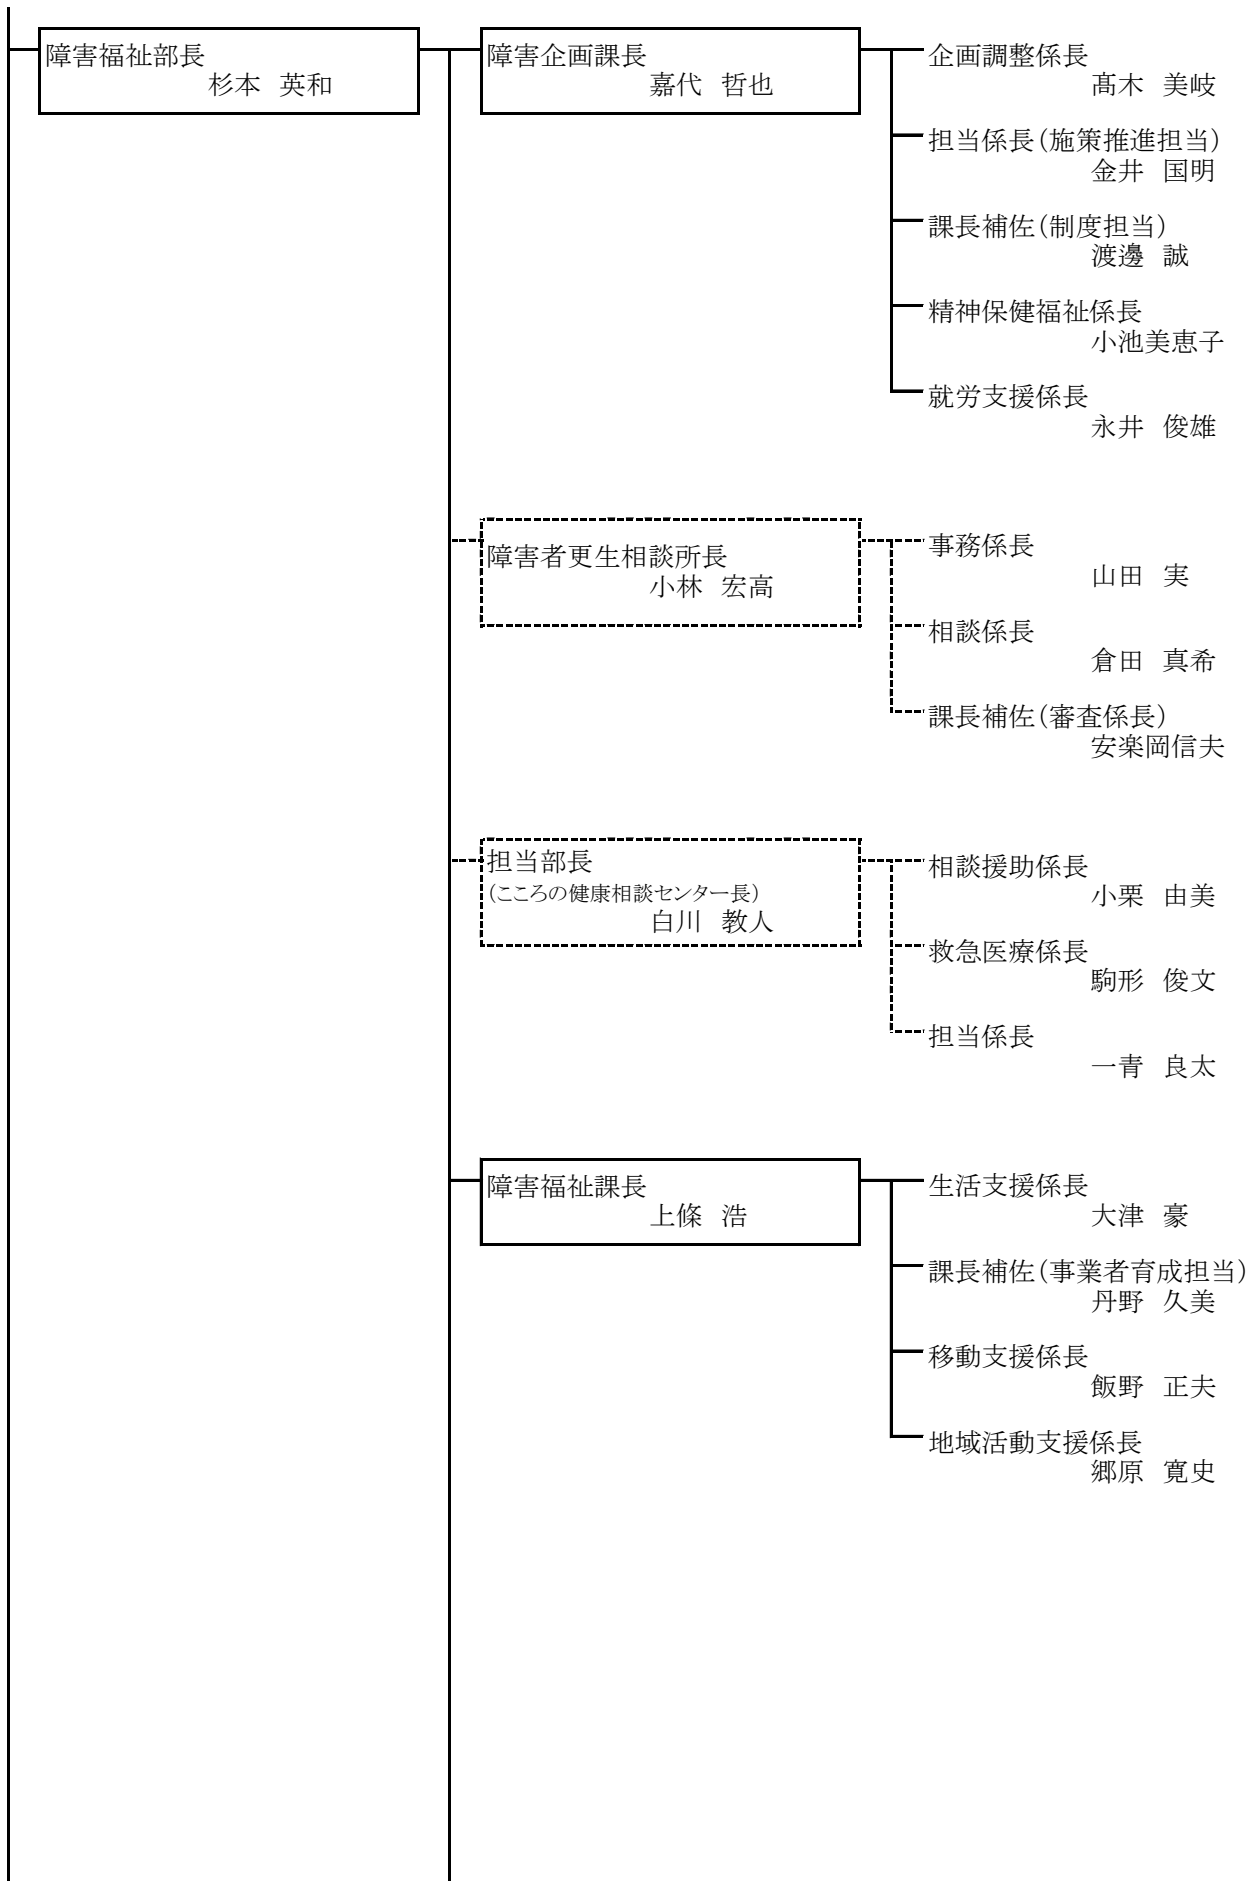 障害福祉部長
杉本 英和
障害企画課長
嘉代 哲也
企画調整係長
髙木 美岐
担当係長(施策推進担当)
金井 国明
課長補佐(制度担当)
渡邊 誠
精神保健福祉係長
小池美恵子
就労支援係長
永井 俊雄
障害者更生相談所長
小林 宏高
事務係長
山田 実
相談係長
倉田 真希
課長補佐(審査係長)
安楽岡信夫
担当部長
(こころの健康相談センター長)
白川 教人
相談援助係長
小栗 由美
救急医療係長
駒形 俊文
担当係長
一青 良太
障害福祉課長
上條 浩
生活支援係長
大津 豪
課長補佐(事業者育成担当)
丹野 久美
移動支援係長
飯野 正夫
地域活動支援係長
郷原 寛史